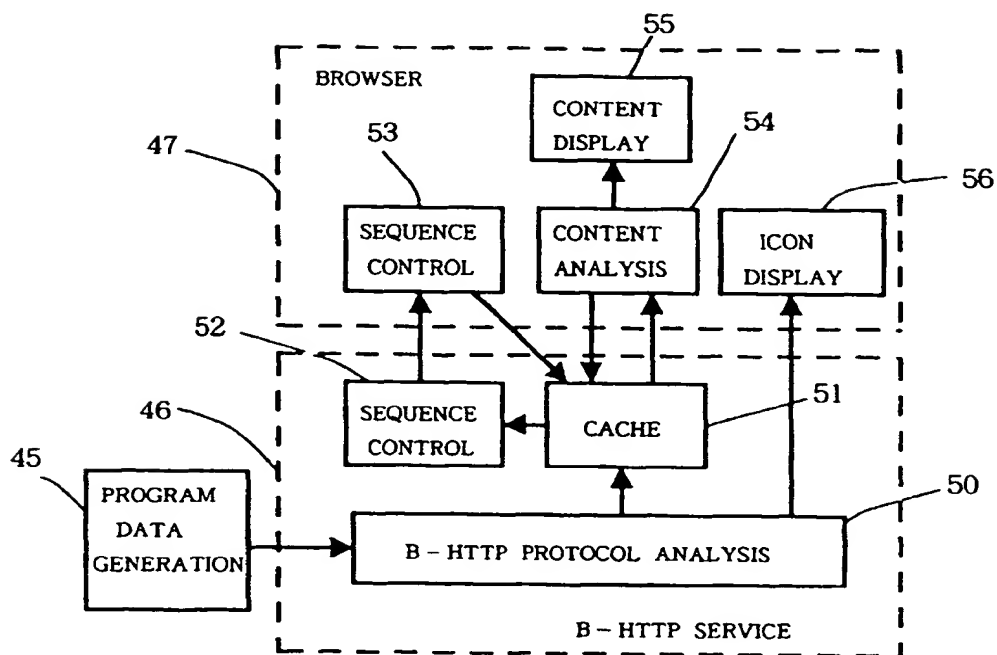 55
BROWSER
CONTENT
DISPLAY
53
54
47
56
SEQUENCE
CONTROL
CONTENT
ANALYSIS
ICON
DISPLAY
52
46
51
SEQUENCE
CONTROL
CACHE
45
PROGRAM
DATA
GENERATION
50
B-HTTP PROTOCOL ANALYSIS
B-HTTP SERVICE